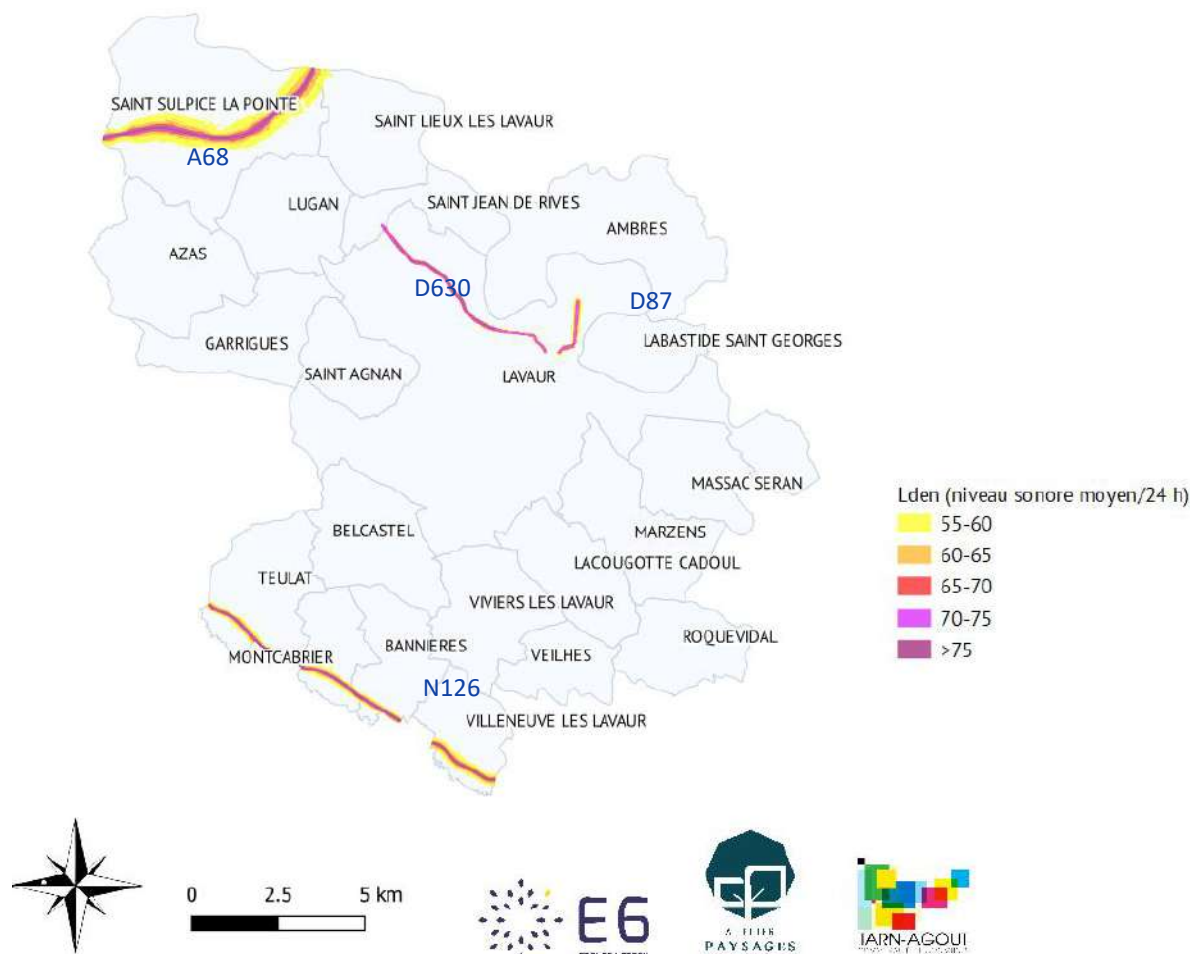 SAINT SULPICE LA POINTE
SAINT LIEUX LES LAVAUR
A68
LUGAN
SAINT JEAN DE RIVES
AMBRES
AZAS
D630
D87
GARRIGUES
LABASTIDE SAINT GEORGES
SAINT AGNAN
LAVAUR
MASSAC SERAN
Lden (niveau sonore moyen/24 h)
55-60
60-65
65-70
70-75
>75
BELCASTEL
MARZENS
LACOUGOTTE CADOUL
TEULAT
VIVIERS LES LAVAUR
ROQUEVIDAL
BANNIERES
VEILHES
MONTCABRIER
N126
VILLENEUVE LES LAVAUR
0 2.5 5 km
E6
ATELIER
PAYSAGES
TARN-AGOUT